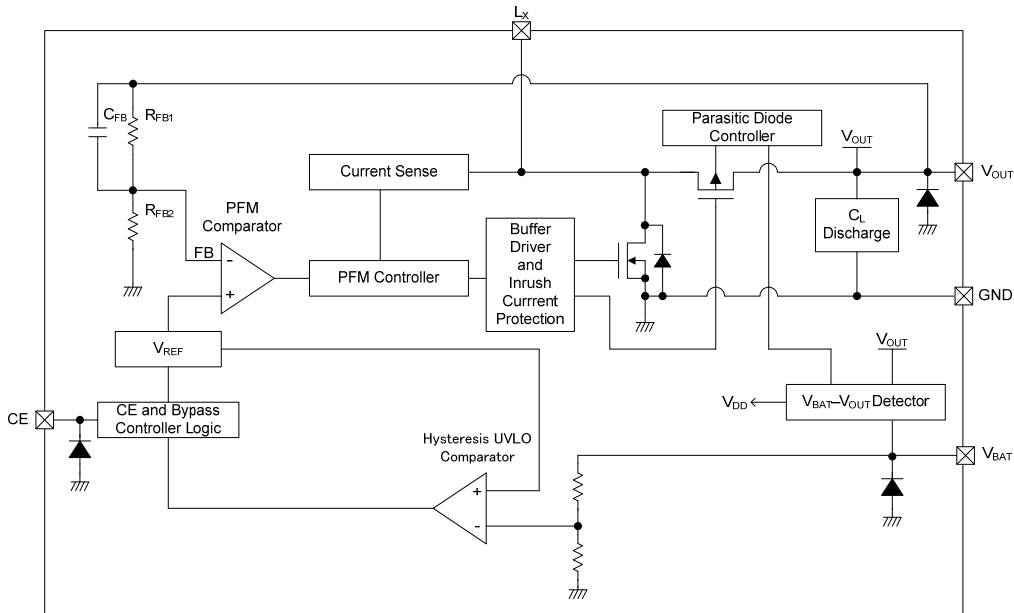 LX
CFB
RFB1
RFB2
PFM
Comparator
FB
-
+
Current Sense
PFM Controller
Buffer
Driver
and
Inrush
Currrent
Protection
Parasitic Diode
Controller
VOUT
VOUT
CL
Discharge
GND
VREF
CE
CE and Bypass
Controller Logic
Hysteresis UVLO
Comparator
+
-
VOUT
VDD
VBAT–VOUT Detector
VBAT